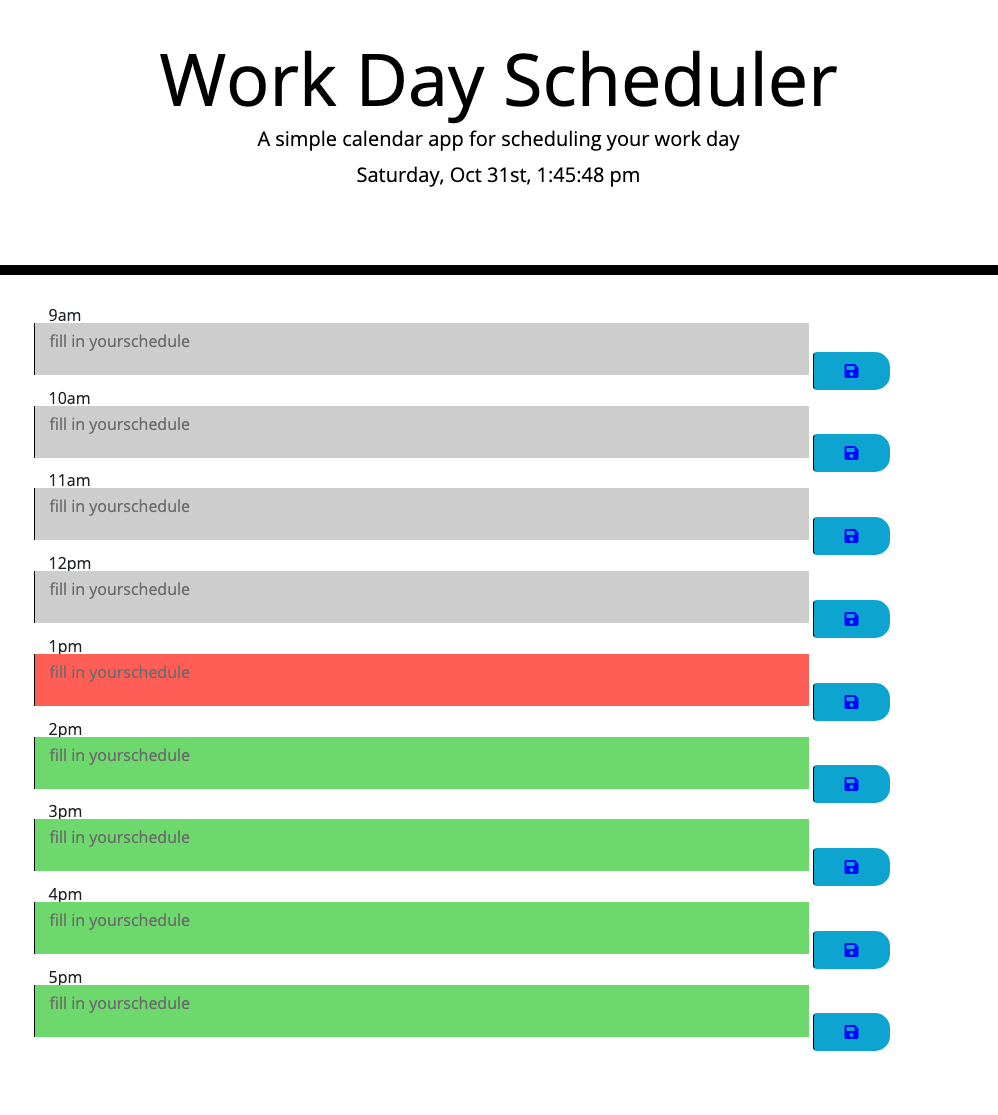 Work Day Scheduler
A simple calendar app for scheduling your work day
Saturday, Oct 31st, 1:45:48 pm
9am
fill in yourschedule
10am
fill in yourschedule
11am
fill in yourschedule
12pm
fill in yourschedule
1pm
fill in yourschedule
2pm
fill in yourschedule
3pm
fill in yourschedule
4pm
fill in yourschedule
5pm
fill in yourschedule